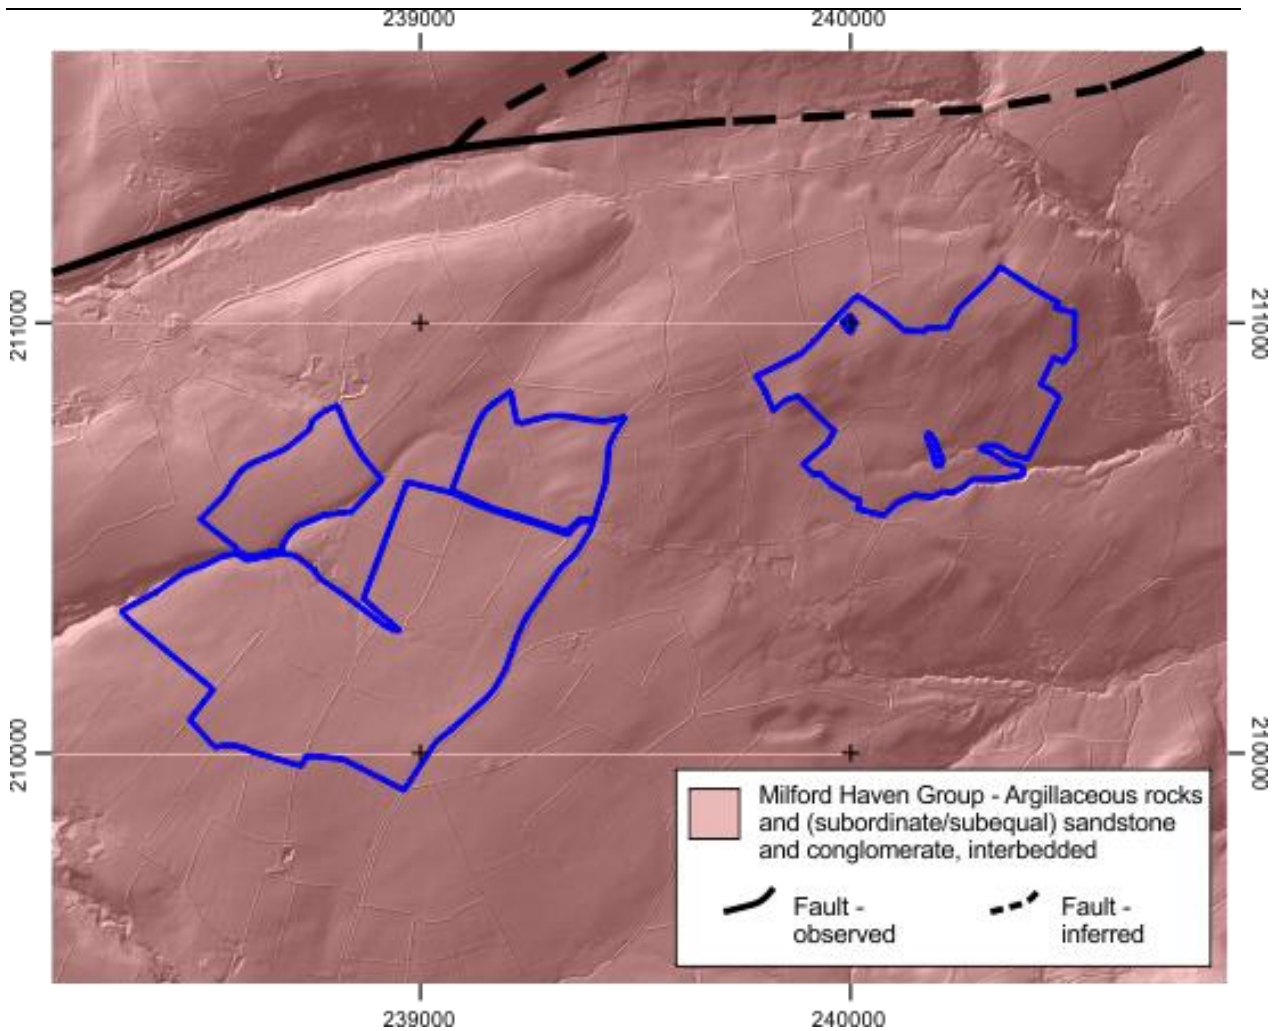 239000
240000
211000
211000
210000
210000
Milford Haven Group - Argillaceous rocks
and (subordinate/subequal) sandstone
and conglomerate, interbedded
Fault -
observed
Fault -
inferred
239000
240000